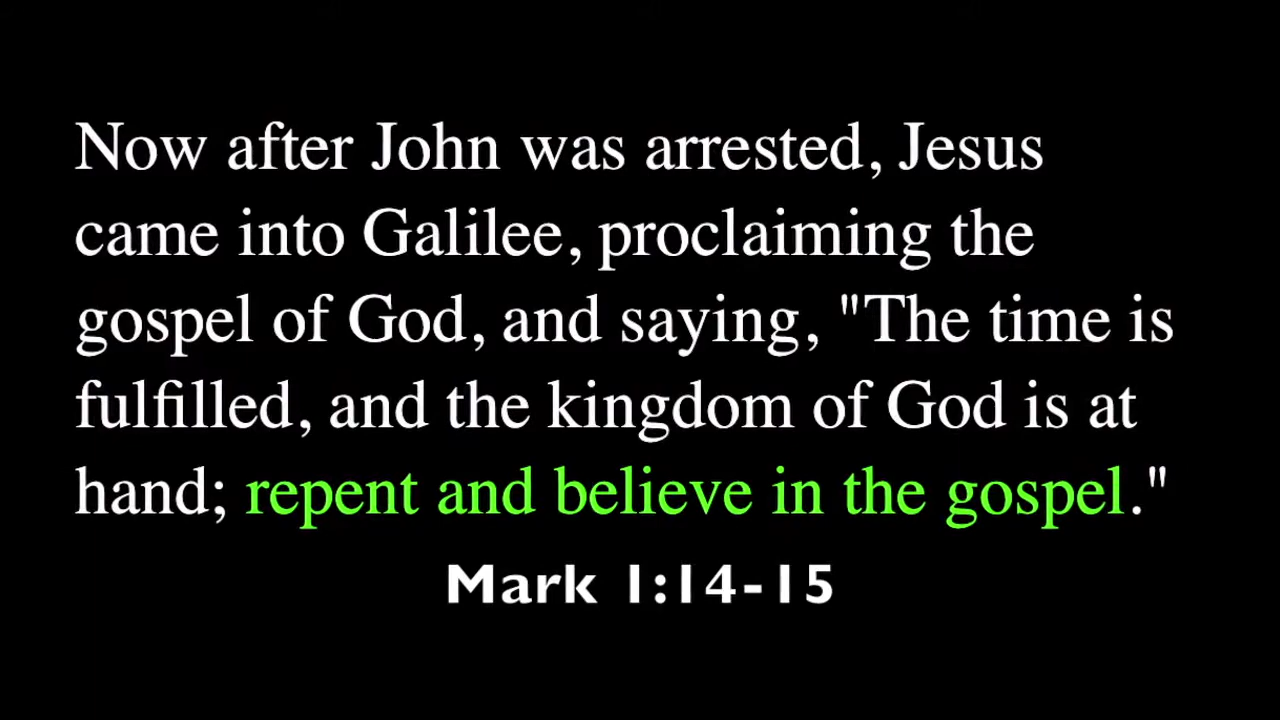 Now after John was arrested, Jesus
came into Galilee, proclaiming the
gospel of God, and saying, "The time is
fulfilled, and the kingdom of God is at
hand; repent and believe in the gospel."
Mark 1:14-15